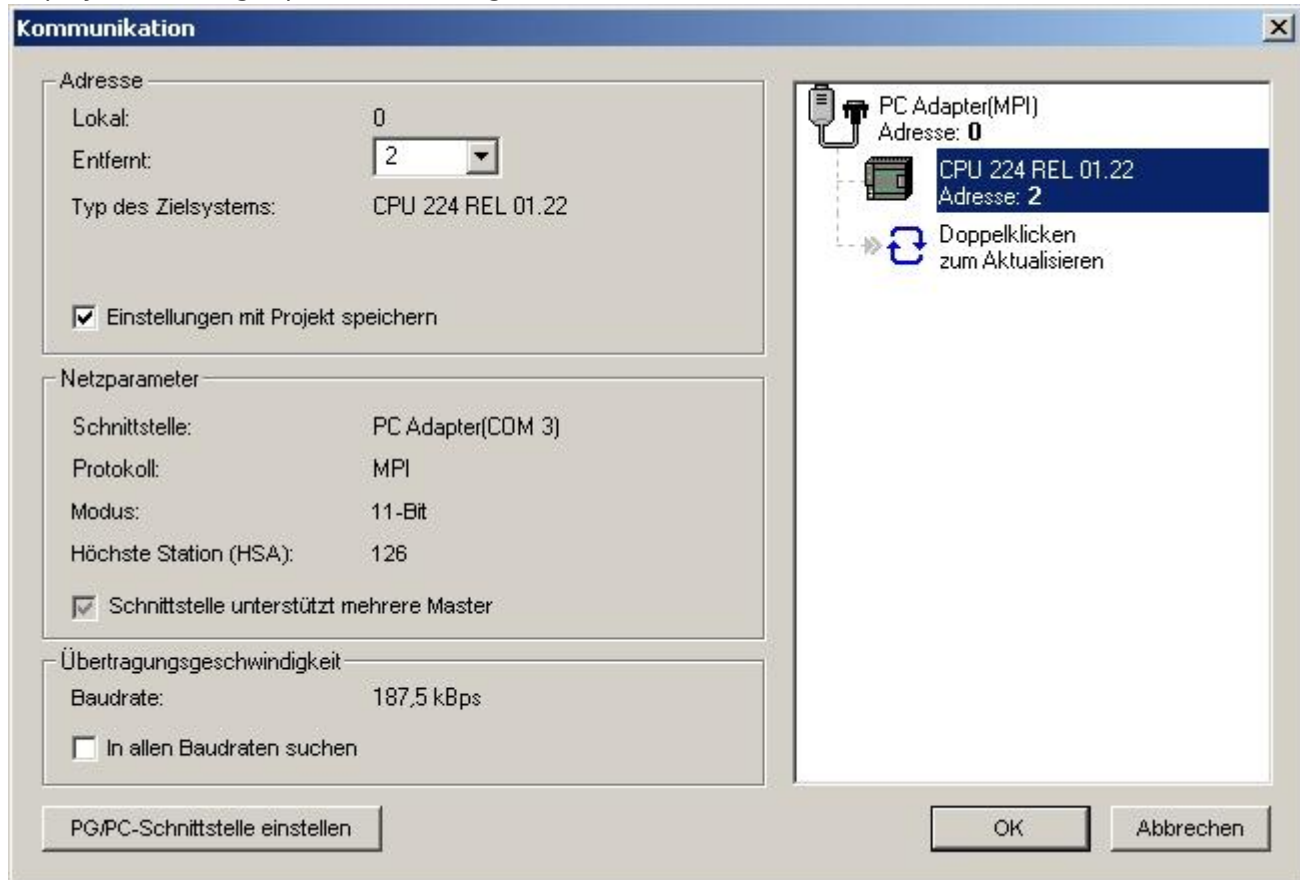 Kommunikation
Adresse
Lokal: 0
Entfernt: 2
Typ des Zielsystems: CPU 224 REL 01.22
Einstellungen mit Projekt speichern
Netzparameter
Schnittstelle: PC Adapter(COM 3)
Protokoll: MPI
Modus: 11-Bit
Höchste Station (HSA): 126
Schnittstelle unterstützt mehrere Master
Übertragungsgeschwindigkeit
Baudrate: 187,5 kBps
In allen Baudraten suchen
PG/PC-Schnittstelle einstellen
PC Adapter(MPI)
Adresse: 0
CPU 224 REL 01.22
Adresse: 2
Doppelklicken
zum Aktualisieren
OK Abbrechen